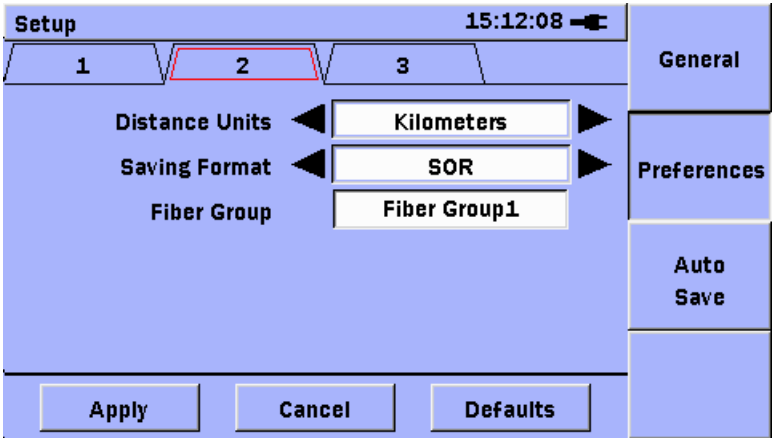 Setup 15:12:08
1 2 3
Distance Units Kilometers
Saving Format SOR
Fiber Group Fiber Group1
Apply Cancel Defaults
General
Preferences
Auto
Save